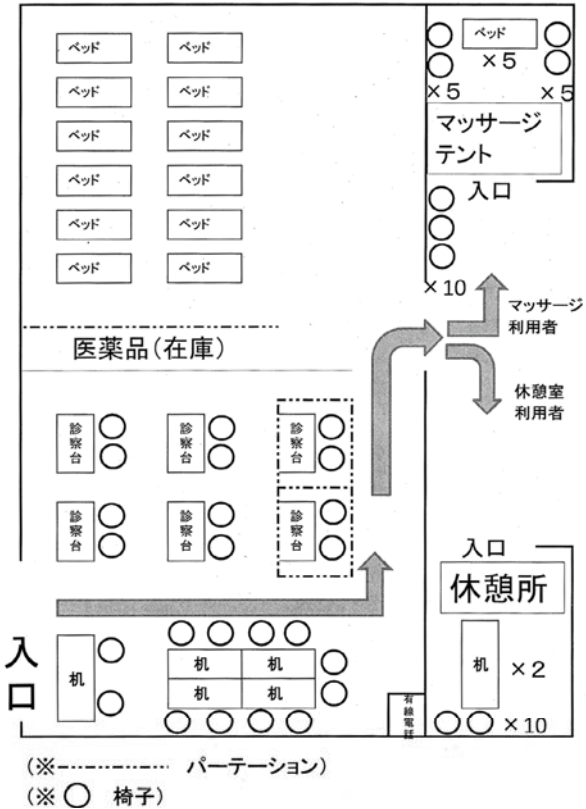 ベッド ベッド
ベッド ベッド
ベッド ベッド
ベッド ベッド
ベッド ベッド
ベッド ベッド
ベッド
×5
×5 ×5
マッサージ
テント
入口
×10
マッサージ
利用者
休憩室
利用者
医薬品(在庫)
診察台 診察台 診察台
診察台 診察台 診察台
入口
机
机 机
机 机
有線電話
入口
休憩所
机 ×2
×10
(※ パーテーション)
(※ 椅子)